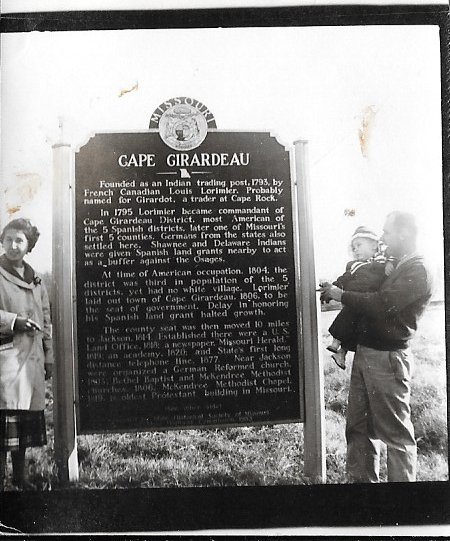 MISSOURI
CAPE GIRARDEAU
Founded as an Indian trading post, 1793, by
French Canadian Louis Lorimier. Probably
named for Girardot, a trader at Cape Rock.
In 1795 Lorimier became commandant of
Cape Girardeau District, most American of
the 5 Spanish districts, later one of Missouri's
first 5 counties. Germans from the states also
settled here. Shawnee and Delaware Indians
were given Spanish land grants nearby to act
as a buffer against the Osages.
At time of American occupation, 1804, the
district was third in population of the 5
districts, yet had no white village. Lorimier
laid out town of Cape Girardeau, 1806, to be
the seat of government. Delay in honoring
his Spanish land grant halted growth.
The county seat was then moved 10 miles
to Jackson, 1814. Established there were a U.S.
Land Office, 1818; a newspaper, Missouri Herald,
1819; an academy, 1820; and State's first long
distance telephone line, 1877. Near Jackson
were organized a German Reformed church,
1803; Bethel Baptist and McKendree Methodist
churches, 1806. McKendree Methodist Chapel,
1819, is oldest Protestant building in Missouri.
(See other side)
State Historical Society of Missouri